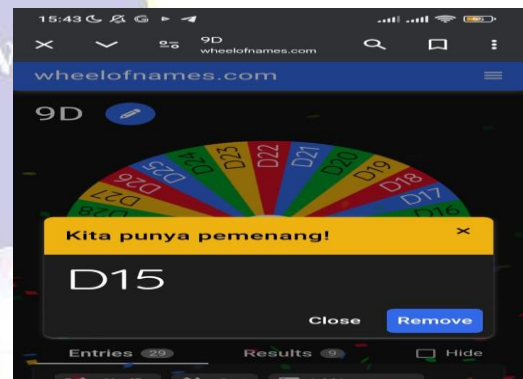 15:43
9D
wheelofnames.com
wheelofnames.com
9D
D28
D27
D26
D25
D24
D23
D22
D21
D20
D19
D18
D17
D16
Kita punya pemenang!
D15
Close Remove
Entries 29 Results 9 Hide